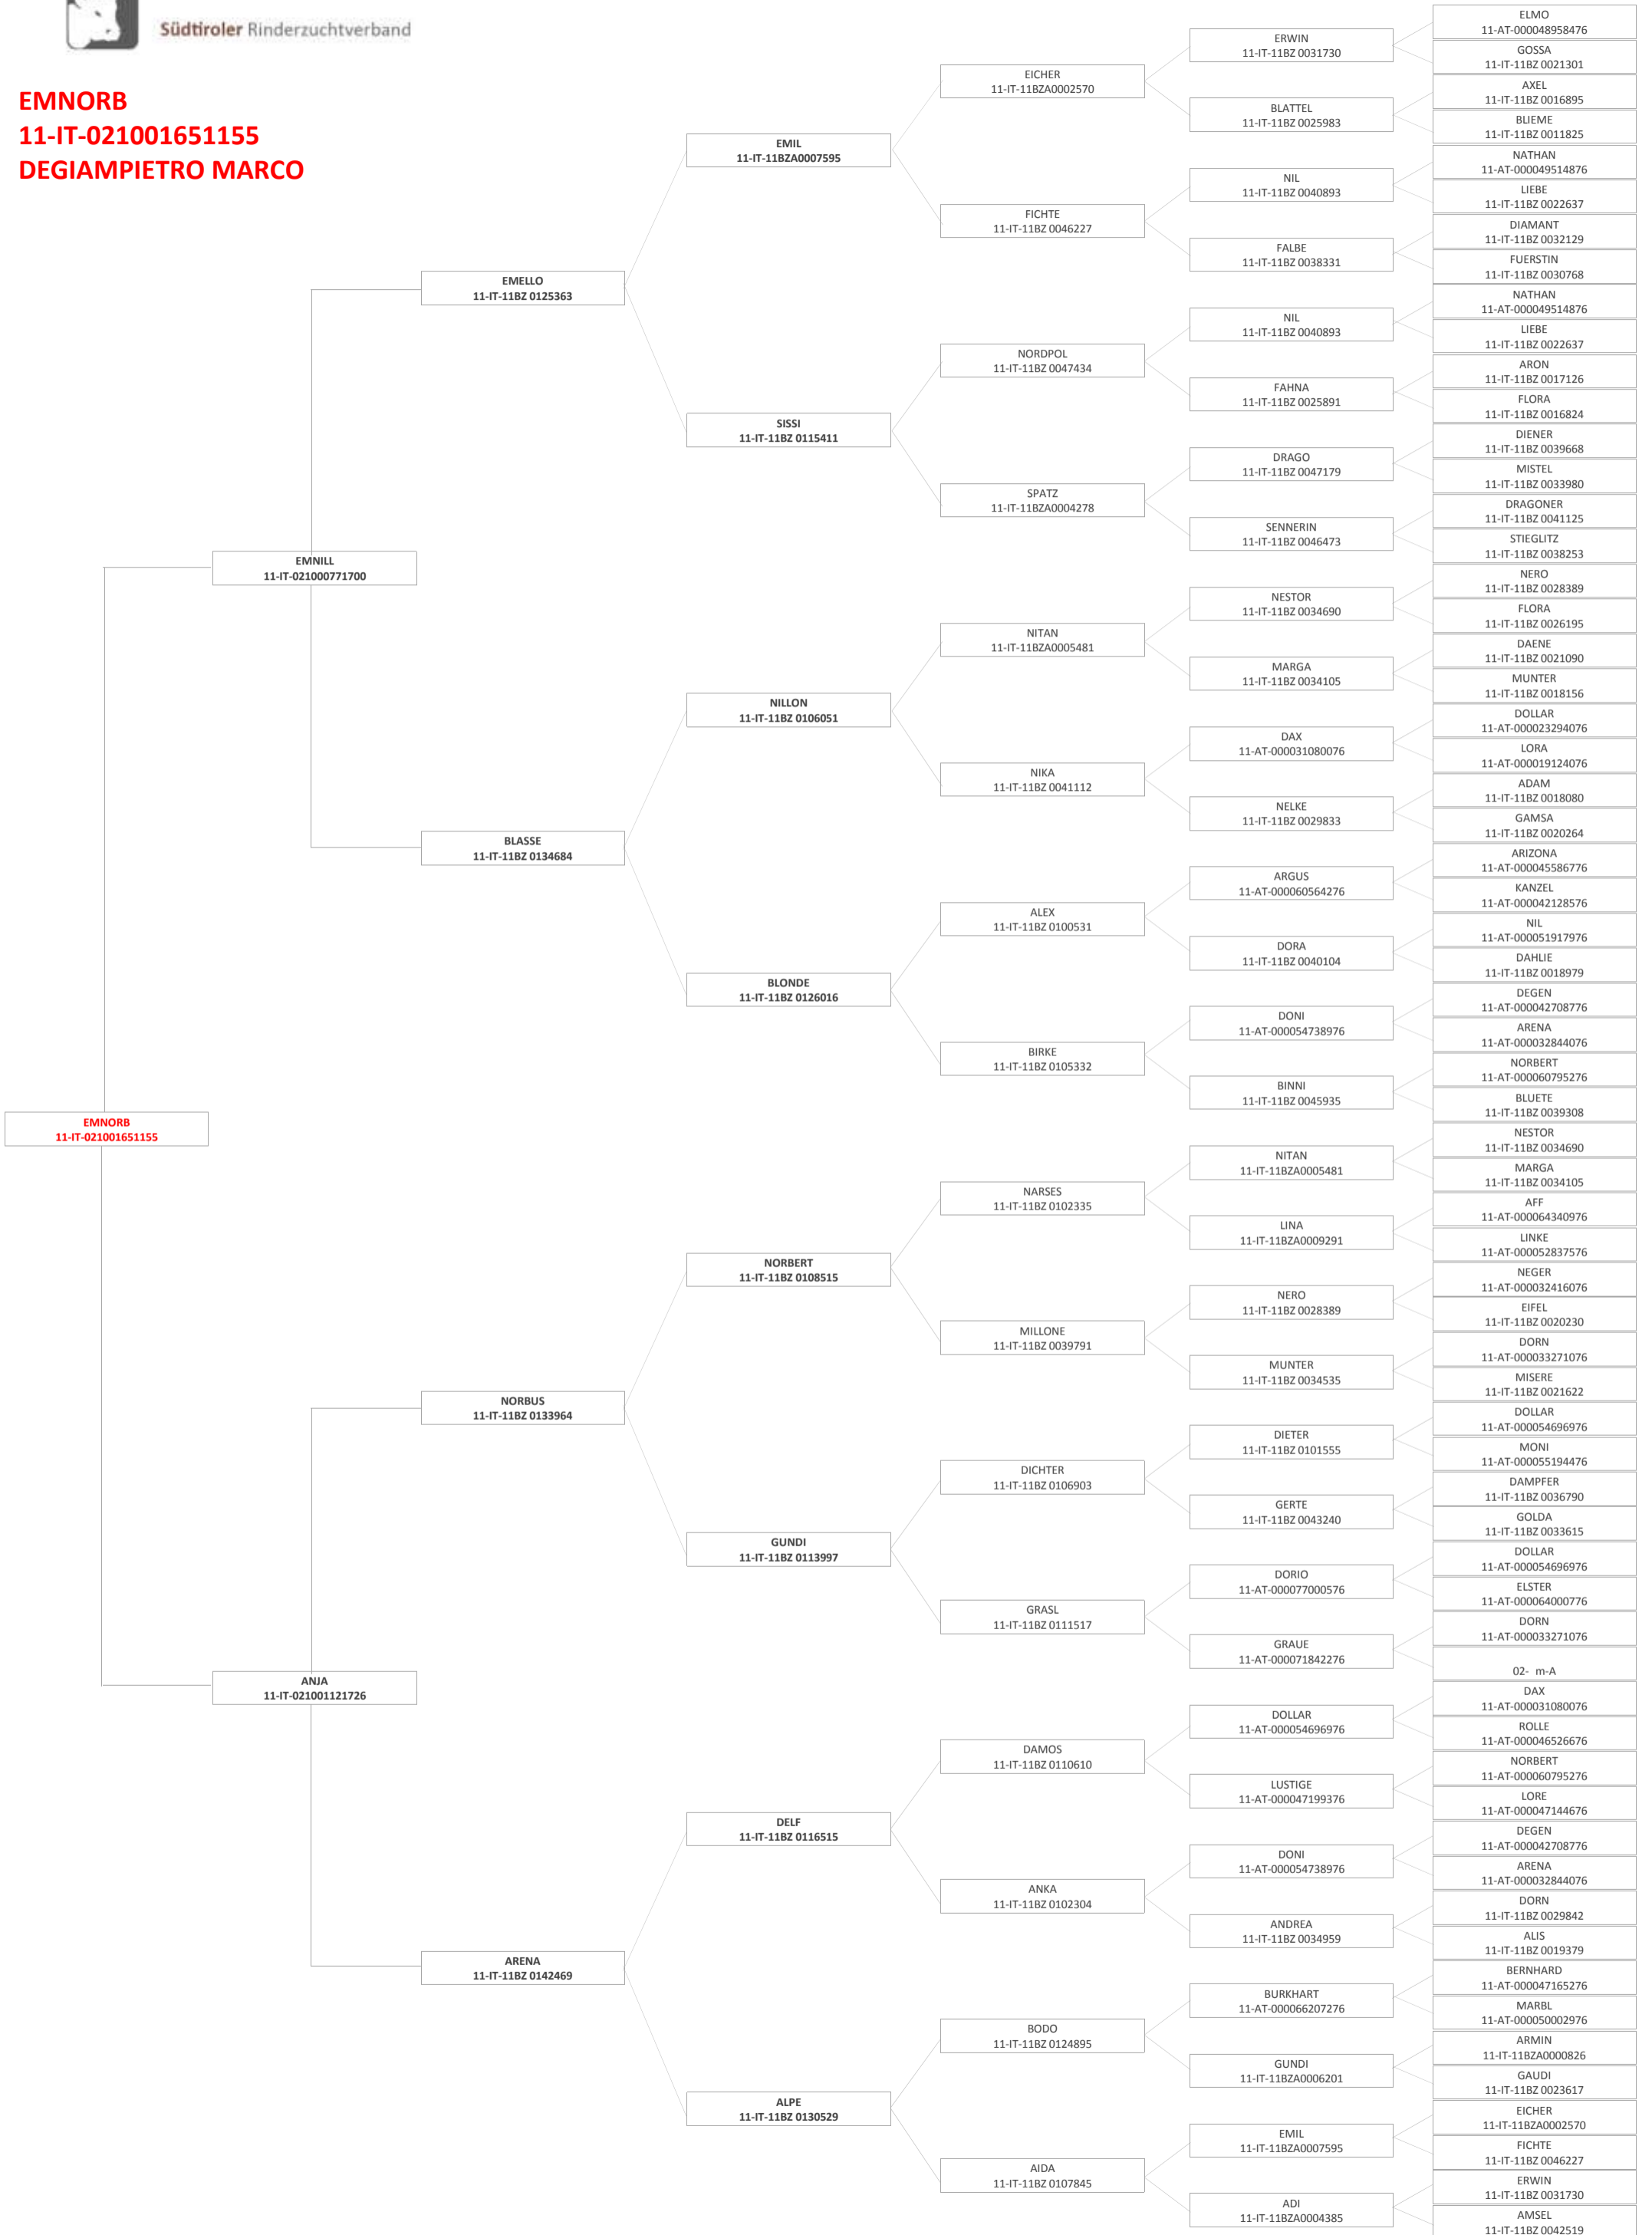 Südtiroler Rinderzuchtverband
EMNORB
11-IT-021001651155
DEGIAMPIETRO MARCO
EMNORB
11-IT-021001651155
EMNILL
11-IT-021000771700
ANJA
11-IT-021001121726
EMELLO
11-IT-11BZ 0125363
BLASSE
11-IT-11BZ 0134684
NORBUS
11-IT-11BZ 0133964
ARENA
11-IT-11BZ 0142469
EMIL
11-IT-11BZA0007595
SISSI
11-IT-11BZ 0115411
NILLON
11-IT-11BZ 0106051
BLONDE
11-IT-11BZ 0126016
NORBERT
11-IT-11BZ 0108515
GUNDI
11-IT-11BZ 0113997
DELF
11-IT-11BZ 0116515
ALPE
11-IT-11BZ 0130529
EICHER
11-IT-11BZA0002570
FICHTE
11-IT-11BZ 0046227
NORDPOL
11-IT-11BZ 0047434
SPATZ
11-IT-11BZA0004278
NITAN
11-IT-11BZA0005481
NIKA
11-IT-11BZ 0041112
ALEX
11-IT-11BZ 0100531
BIRKE
11-IT-11BZ 0105332
NARSES
11-IT-11BZ 0102335
MILLONE
11-IT-11BZ 0039791
DICHTER
11-IT-11BZ 0106903
GRASL
11-IT-11BZ 0111517
DAMOS
11-IT-11BZ 0110610
ANKA
11-IT-11BZ 0102304
BODO
11-IT-11BZ 0124895
AIDA
11-IT-11BZ 0107845
ERWIN
11-IT-11BZ 0031730
BLATTEL
11-IT-11BZ 0025983
NIL
11-IT-11BZ 0040893
FALBE
11-IT-11BZ 0038331
NIL
11-IT-11BZ 0040893
FAHNA
11-IT-11BZ 0025891
DRAGO
11-IT-11BZ 0047179
SENNERIN
11-IT-11BZ 0046473
NESTOR
11-IT-11BZ 0034690
MARGA
11-IT-11BZ 0034105
DAX
11-AT-000031080076
NELKE
11-IT-11BZ 0029833
ARGUS
11-AT-000060564276
DORA
11-IT-11BZ 0040104
DONI
11-AT-000054738976
BINNI
11-IT-11BZ 0045935
NITAN
11-IT-11BZA0005481
LINA
11-IT-11BZA0009291
NERO
11-IT-11BZ 0028389
MUNTER
11-IT-11BZ 0034535
DIETER
11-IT-11BZ 0101555
GERTE
11-IT-11BZ 0043240
DORIO
11-AT-000077000576
GRAUE
11-AT-000071842276
DOLLAR
11-AT-000054696976
LUSTIGE
11-AT-000047199376
DONI
11-AT-000054738976
ANDREA
11-IT-11BZ 0034959
BURKHART
11-AT-000066207276
GUNDI
11-IT-11BZA0006201
EMIL
11-IT-11BZA0007595
ADI
11-IT-11BZA0004385
ELMO
11-AT-000048958476
GOSSA
11-IT-11BZ 0021301
AXEL
11-IT-11BZ 0016895
BLIEME
11-IT-11BZ 0011825
NATHAN
11-AT-000049514876
LIEBE
11-IT-11BZ 0022637
DIAMANT
11-IT-11BZ 0032129
FUERSTIN
11-IT-11BZ 0030768
NATHAN
11-AT-000049514876
LIEBE
11-IT-11BZ 0022637
ARON
11-IT-11BZ 0017126
FLORA
11-IT-11BZ 0016824
DIENER
11-IT-11BZ 0039668
MISTEL
11-IT-11BZ 0033980
DRAGONER
11-IT-11BZ 0041125
STIEGLITZ
11-IT-11BZ 0038253
NERO
11-IT-11BZ 0028389
FLORA
11-IT-11BZ 0026195
DAENE
11-IT-11BZ 0021090
MUNTER
11-IT-11BZ 0018156
DOLLAR
11-AT-000023294076
LORA
11-AT-000019124076
ADAM
11-IT-11BZ 0018080
GAMSA
11-IT-11BZ 0020264
ARIZONA
11-AT-000045586776
KANZEL
11-AT-000042128576
NIL
11-AT-000051917976
DAHLIE
11-IT-11BZ 0018979
DEGEN
11-AT-000042708776
ARENA
11-AT-000032844076
NORBERT
11-AT-000060795276
BLUETE
11-IT-11BZ 0039308
NESTOR
11-IT-11BZ 0034690
MARGA
11-IT-11BZ 0034105
AFF
11-AT-000064340976
LINKE
11-AT-000052837576
NEGER
11-AT-000032416076
EIFEL
11-IT-11BZ 0020230
DORN
11-AT-000033271076
MISERE
11-IT-11BZ 0021622
DOLLAR
11-AT-000054696976
MONI
11-AT-000055194476
DAMPFER
11-IT-11BZ 0036790
GOLDA
11-IT-11BZ 0033615
DOLLAR
11-AT-000054696976
ELSTER
11-AT-000064000776
DORN
11-AT-000033271076
02- m-A
DAX
11-AT-000031080076
ROLLE
11-AT-000046526676
NORBERT
11-AT-000060795276
LORE
11-AT-000047144676
DEGEN
11-AT-000042708776
ARENA
11-AT-000032844076
DORN
11-IT-11BZ 0029842
ALIS
11-IT-11BZ 0019379
BERNHARD
11-AT-000047165276
MARBL
11-AT-000050002976
ARMIN
11-IT-11BZA0000826
GAUDI
11-IT-11BZ 0023617
EICHER
11-IT-11BZA0002570
FICHTE
11-IT-11BZ 0046227
ERWIN
11-IT-11BZ 0031730
AMSEL
11-IT-11BZ 0042519